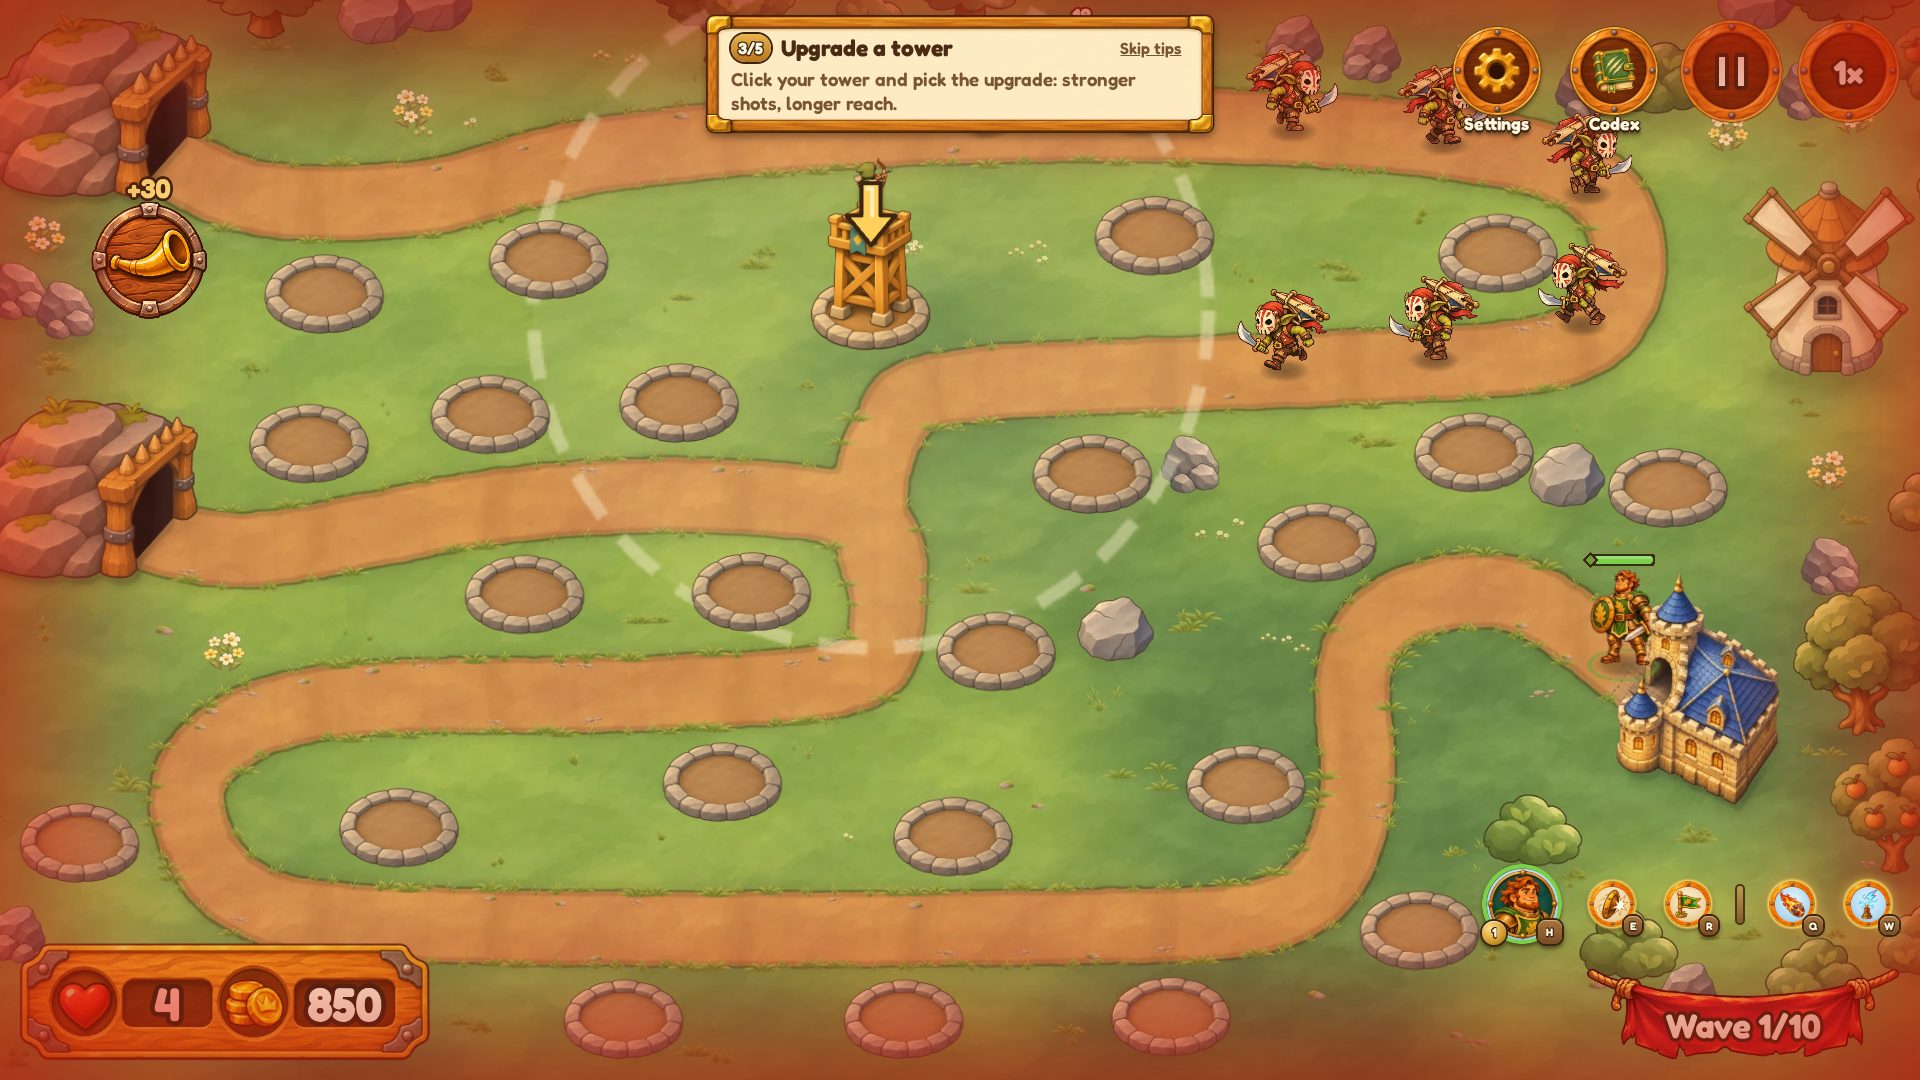 3/5 Upgrade a tower Skip tips
Click your tower and pick the upgrade: stronger
shots, longer reach.
1x
Settings
Codex
+30
1 H
E
R
Q
W
4
850
Wave 1/10